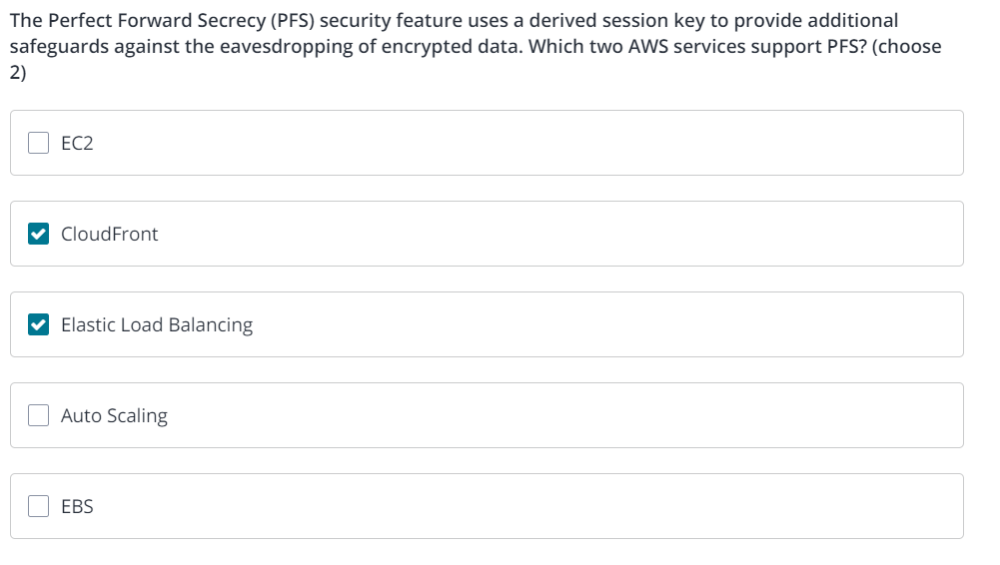 The Perfect Forward Secrecy (PFS) security feature uses a derived session key to provide additional
safeguards against the eavesdropping of encrypted data. Which two AWS services support PFS? (choose
2)
EC2
CloudFront
Elastic Load Balancing
Auto Scaling
EBS